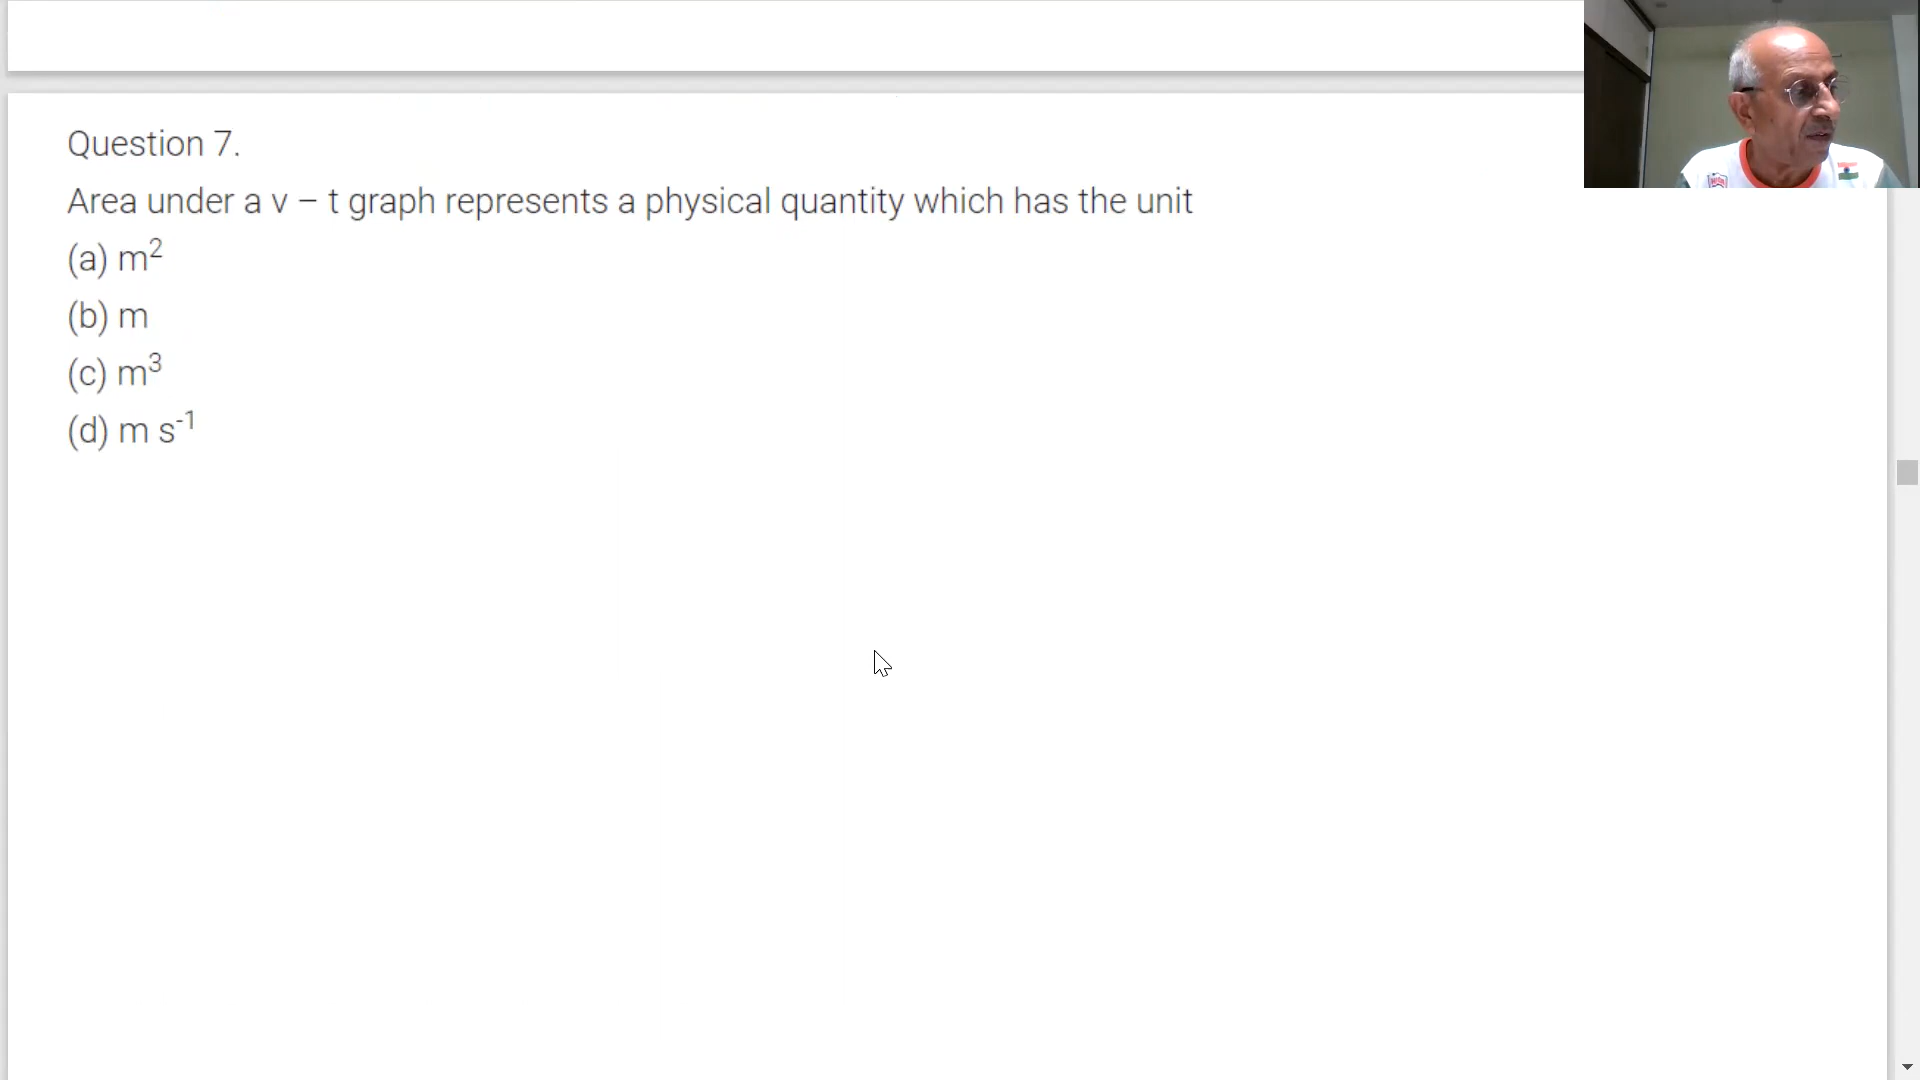 Question 7.
Area under a v – t graph represents a physical quantity which has the unit
(a) m²
(b) m
(c) m³
(d) m s⁻¹